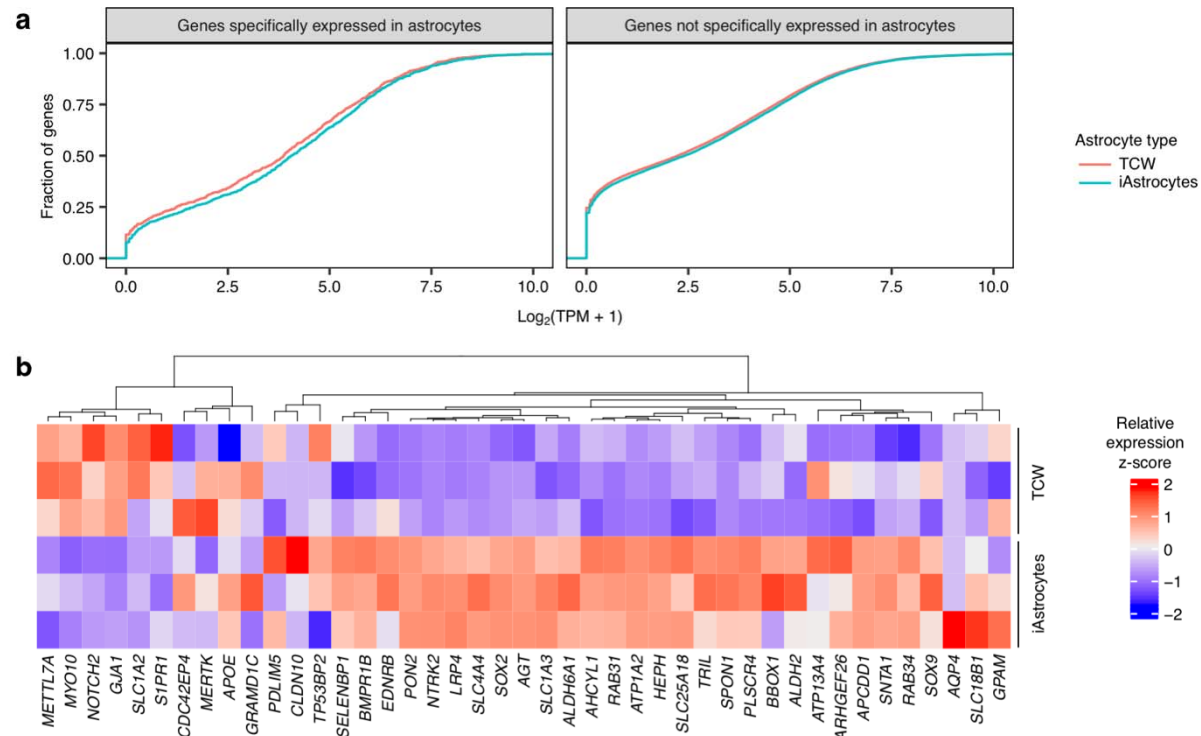 a
Genes specifically expressed in astrocytes
Genes not specifically expressed in astrocytes
Fraction of genes
1.00
0.75
0.50
0.25
0.00
0.0 2.5 5.0 7.5 10.0
0.0 2.5 5.0 7.5 10.0
Log2(TPM + 1)
Astrocyte type
TCW
iAstrocytes
b
TCW
iAstrocytes
Relative
expression
z-score
2
1
0
−1
−2
METTL7A
MYO10
NOTCH2
GJA1
SLC1A2
S1PR1
CDC42EP4
MERTK
APOE
GRAMD1C
PDLIM5
CLDN10
TP53BP2
SELENBP1
BMPR1B
EDNRB
PON2
NTRK2
LRP4
SLC4A4
SOX2
AGT
SLC1A3
ALDH6A1
AHCYL1
RAB31
ATP1A2
HEPH
SLC25A18
TRIL
SPON1
PLSCR4
BBOX1
ALDH2
ATP13A4
ARHGEF26
APCDD1
SNTA1
RAB34
SOX9
AQP4
SLC18B1
GPAM